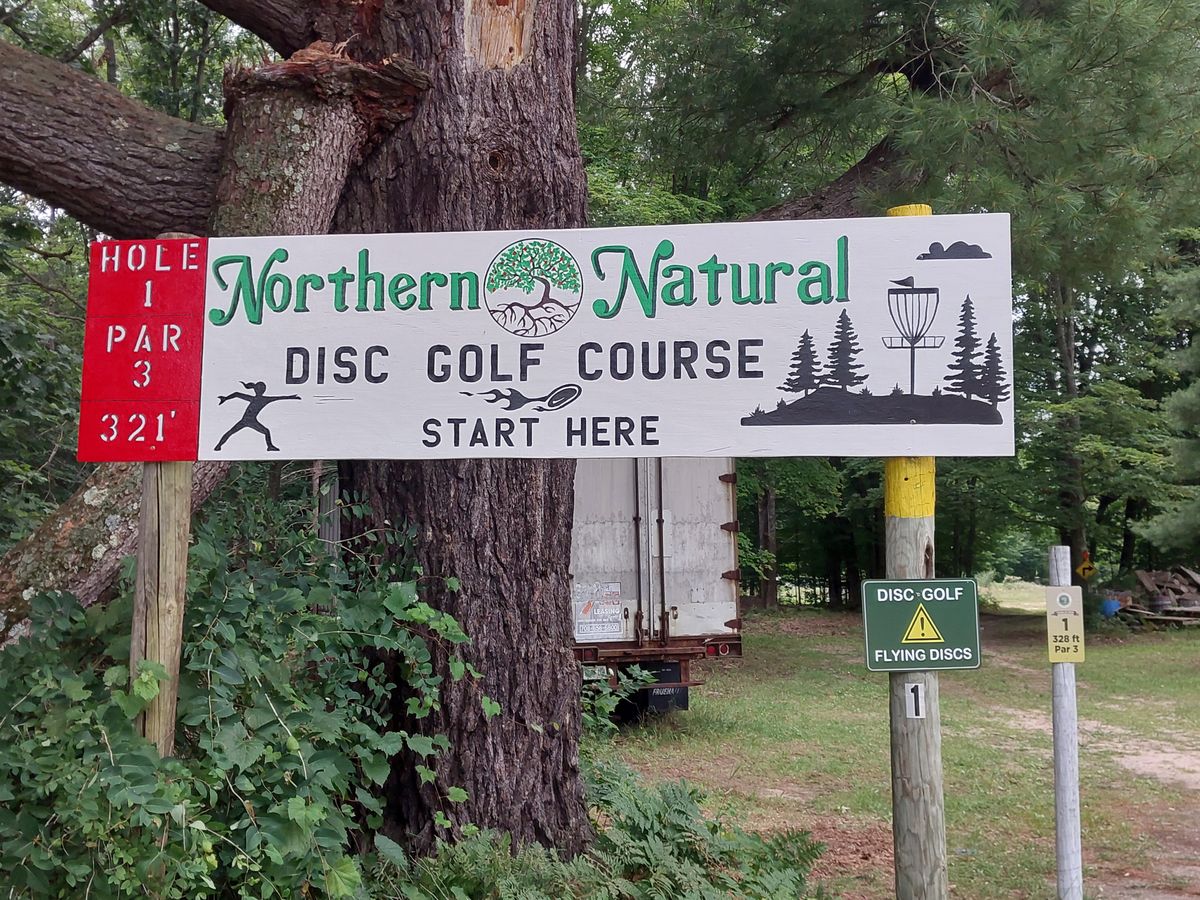 HOLE
1
PAR
3
321'
Northern Natural
DISC GOLF COURSE
START HERE
LEASING
DISC GOLF
FLYING DISCS
1
1
328 ft
Par 3